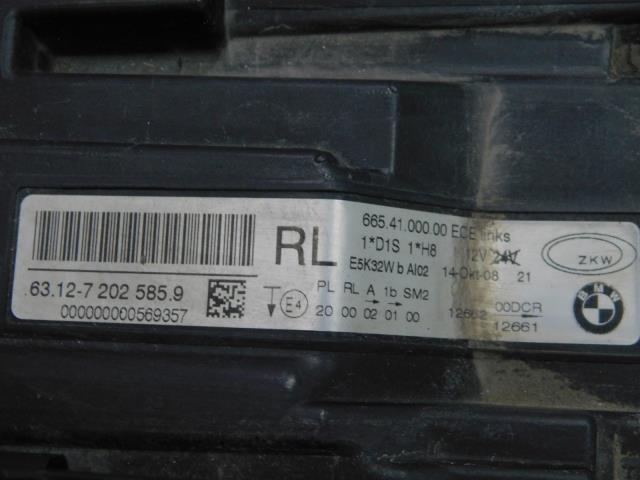 63.12-7 202 585.9
000000000569357
RL
665.41.000.00 ECE links
1*D1S 1*H8 12V 24V
E5K32W b AI02 14-Okt-08 21
PL RL A 1b SM2
E4
20 00 02 01 00
12662 00DCR
12661
ZKW
BMW